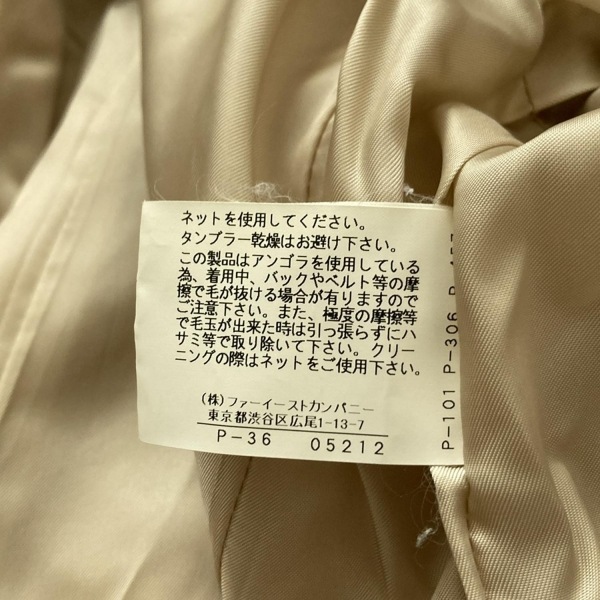 ネットを使用してください。
タンブラー乾燥はお避け下さい。
この製品はアンゴラを使用している
為、着用中、バックやベルト等の摩
擦で毛が抜ける場合が有りますので
ご注意下さい。また、極度の摩擦等
で毛玉が出来た時は引っ張らずにハ
サミ等で取り除いて下さい。クリー
ニングの際はネットをご使用下さい。
(株)ファーイーストカンパニー
東京都渋谷区広尾1-13-7
P-36 05212
P-101 P-306